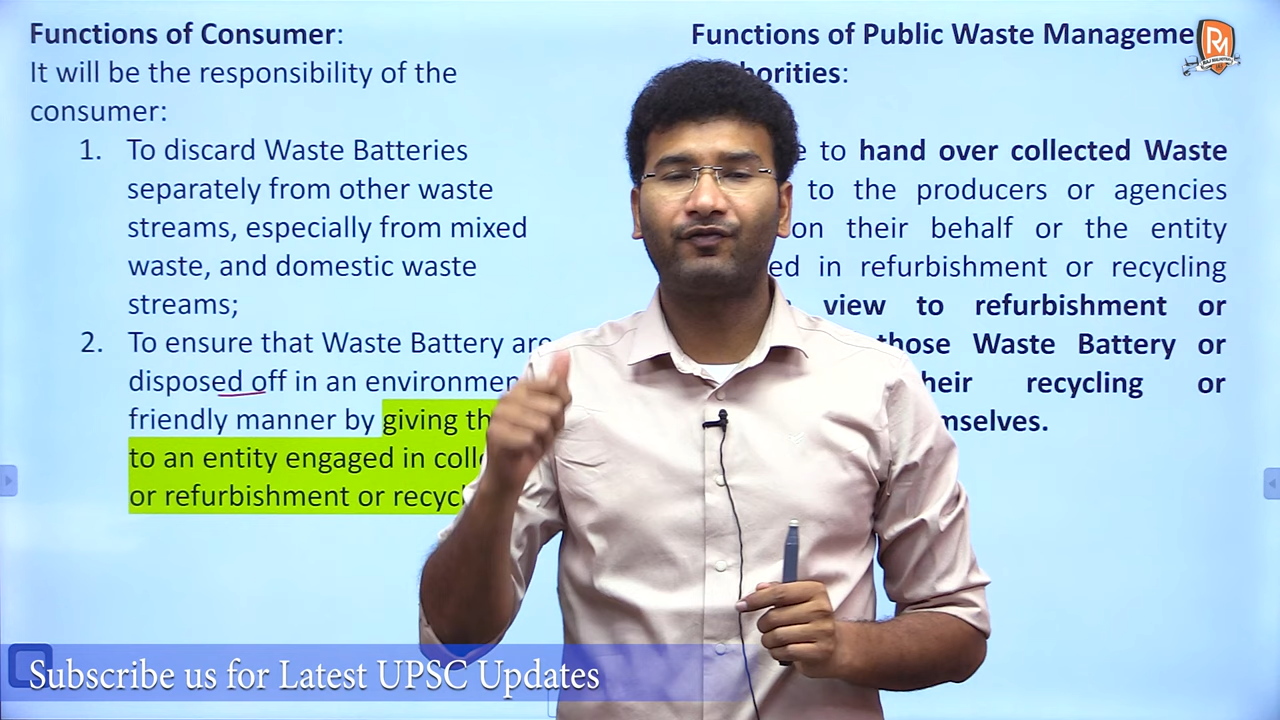 Functions of Consumer:
It will be the responsibility of the
consumer:
1. To discard Waste Batteries
separately from other waste
streams, especially from mixed
waste, and domestic waste
streams;
2. To ensure that Waste Battery are
disposed off in an environmen
friendly manner by giving th
to an entity engaged in coll
or refurbishment or recyc
Functions of Public Waste Manageme
horities:
to hand over collected Waste
to the producers or agencies
on their behalf or the entity
ed in refurbishment or recycling
view to refurbishment or
those Waste Battery or
heir recycling or
mselves.
RM
Subscribe us for Latest UPSC Updates